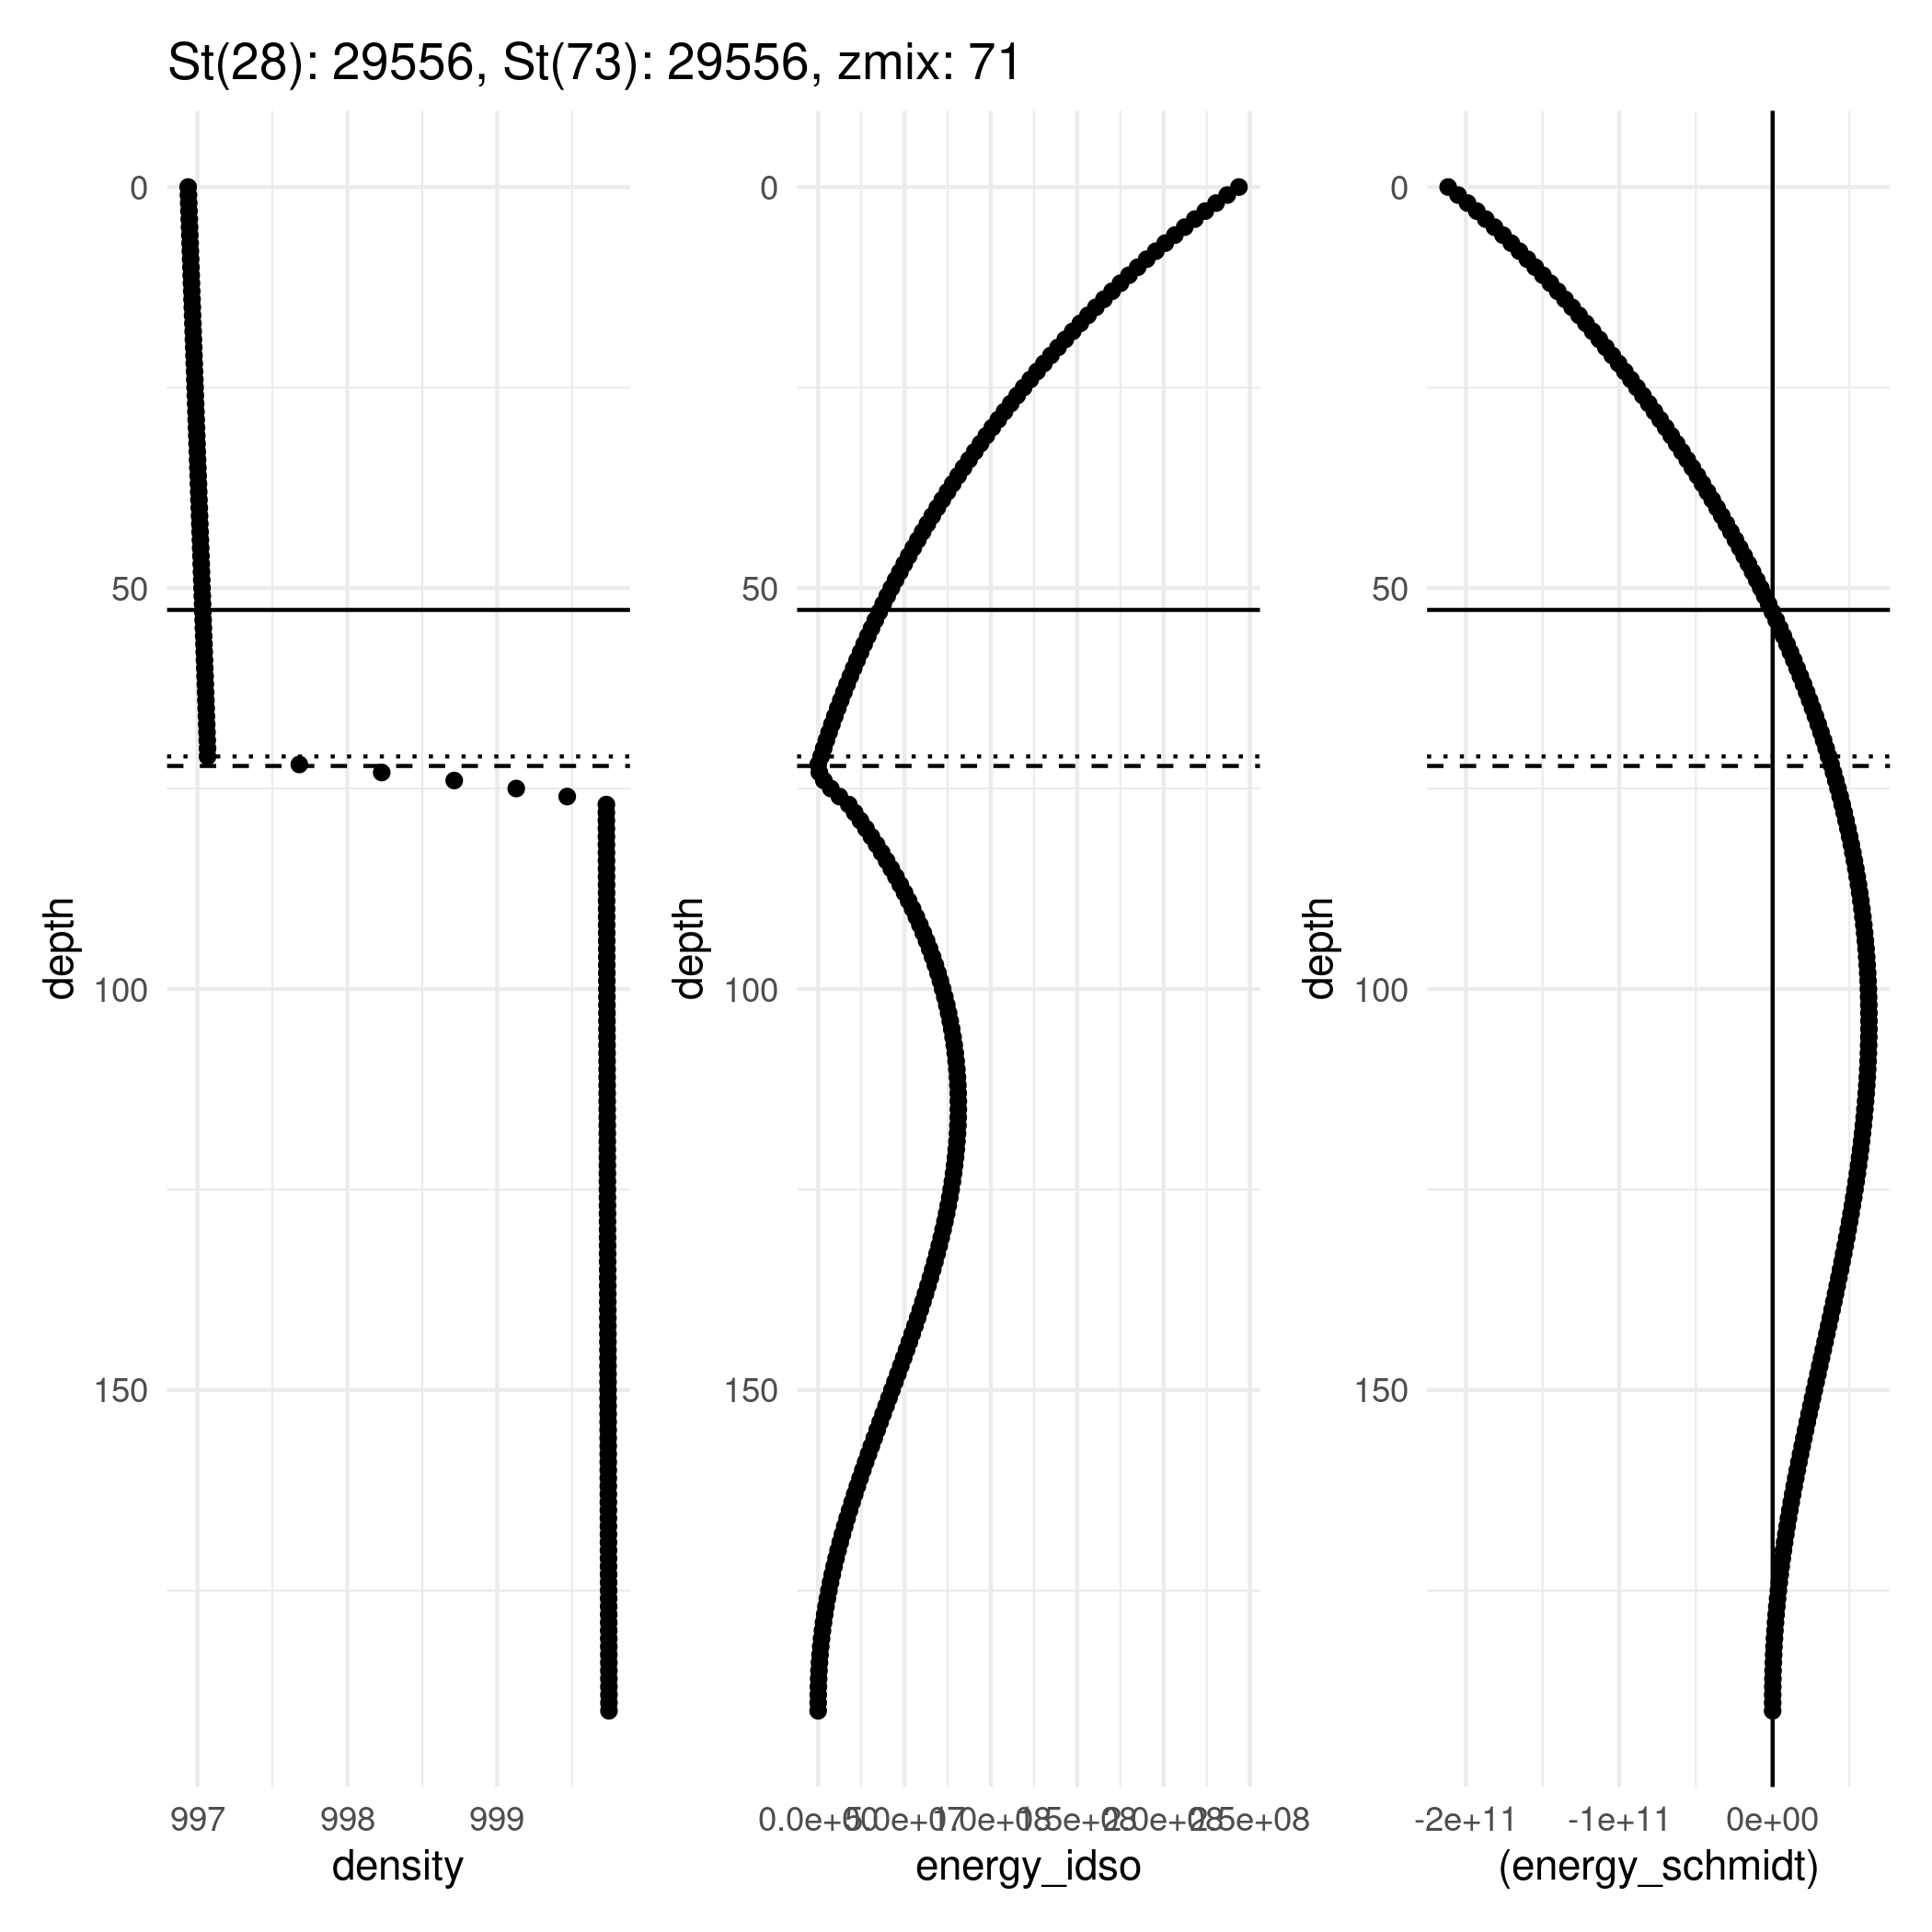 St(28): 29556, St(73): 29556, zmix: 71
0
50
100
150
depth
997 998 999
density
0
50
100
150
depth
0.0e+00 5.0e+07 1.0e+08 1.5e+08 2.0e+08 2.5e+08
energy_idso
0
50
100
150
depth
-2e+11 -1e+11 0e+00
(energy_schmidt)